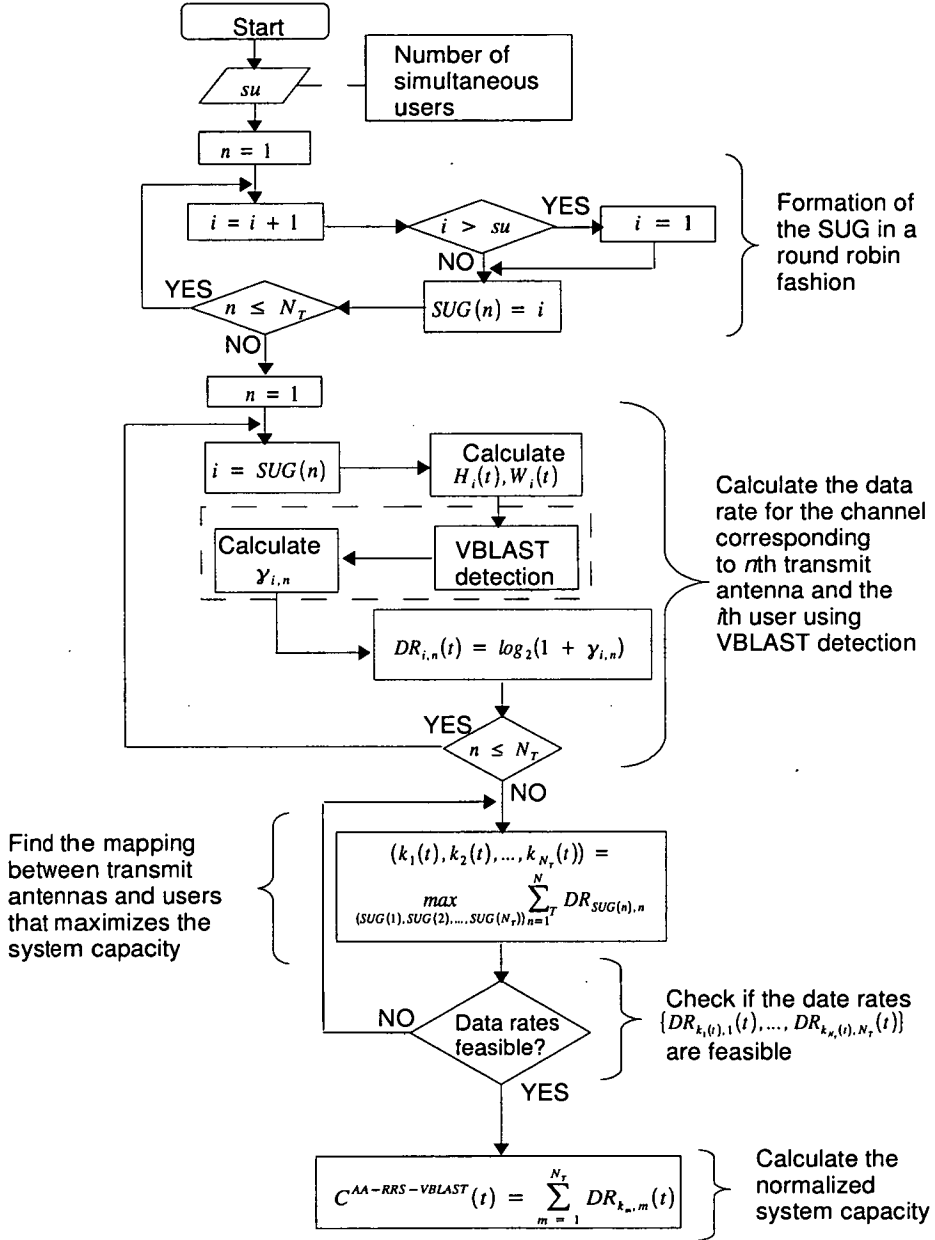 Start
su
Number of
simultaneous
users
n = 1
i = i + 1
i > su
YES
i = 1
NO
SUG(n) = i
n ≤ N_T
YES
NO
Formation of
the SUG in a
round robin
fashion
n = 1
i = SUG(n)
Calculate
H_i(t), W_i(t)
VBLAST
detection
Calculate
γ_{i,n}
DR_{i,n}(t) = log_2(1 + γ_{i,n})
YES
n ≤ N_T
NO
Calculate the data
rate for the channel
corresponding
to nth transmit
antenna and the
ith user using
VBLAST detection
Find the mapping
between transmit
antennas and users
that maximizes the
system capacity
(k_1(t), k_2(t), ..., k_{N_T}(t)) =
max_{(SUG(1), SUG(2), ..., SUG(N_T))} ∑_{n=1}^{N_T} DR_{SUG(n), n}
NO
Data rates
feasible?
YES
Check if the date rates
{DR_{k_1(t), 1}(t), ..., DR_{k_{N_T}(t), N_T}(t)}
are feasible
C^{AA-RRS-VBLAST}(t) = ∑_{m = 1}^{N_T} DR_{k_m, m}(t)
Calculate the
normalized
system capacity